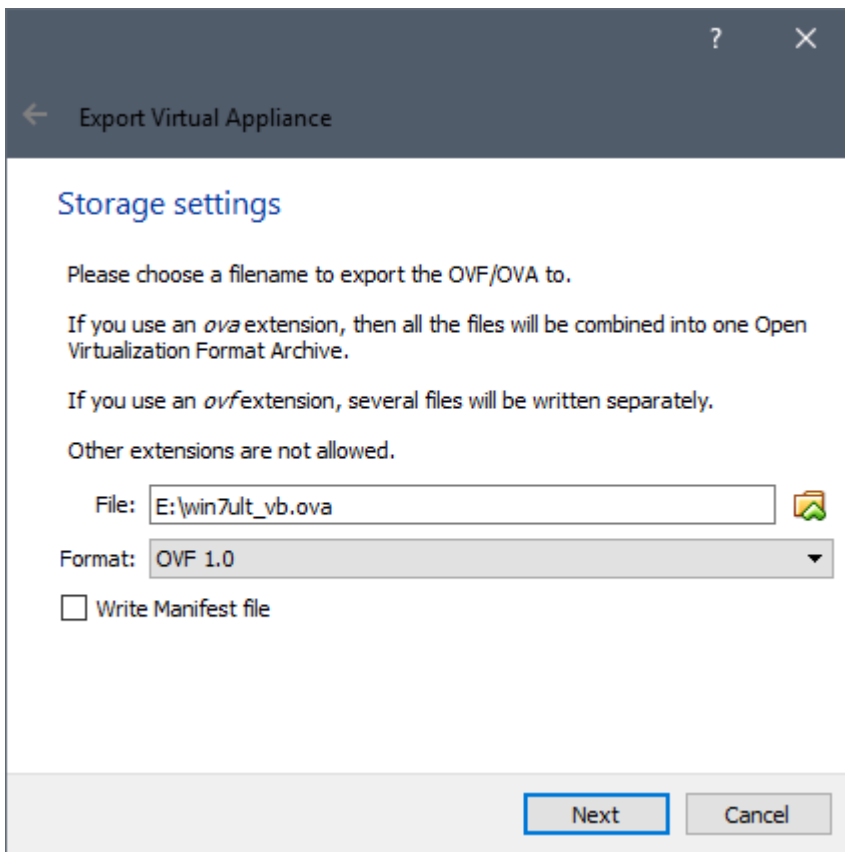 ?
Export Virtual Appliance
Storage settings
Please choose a filename to export the OVF/OVA to.
If you use an ova extension, then all the files will be combined into one Open
Virtualization Format Archive.
If you use an ovf extension, several files will be written separately.
Other extensions are not allowed.
File: E:\win7ult_vb.ova
Format: OVF 1.0
Write Manifest file
Next Cancel